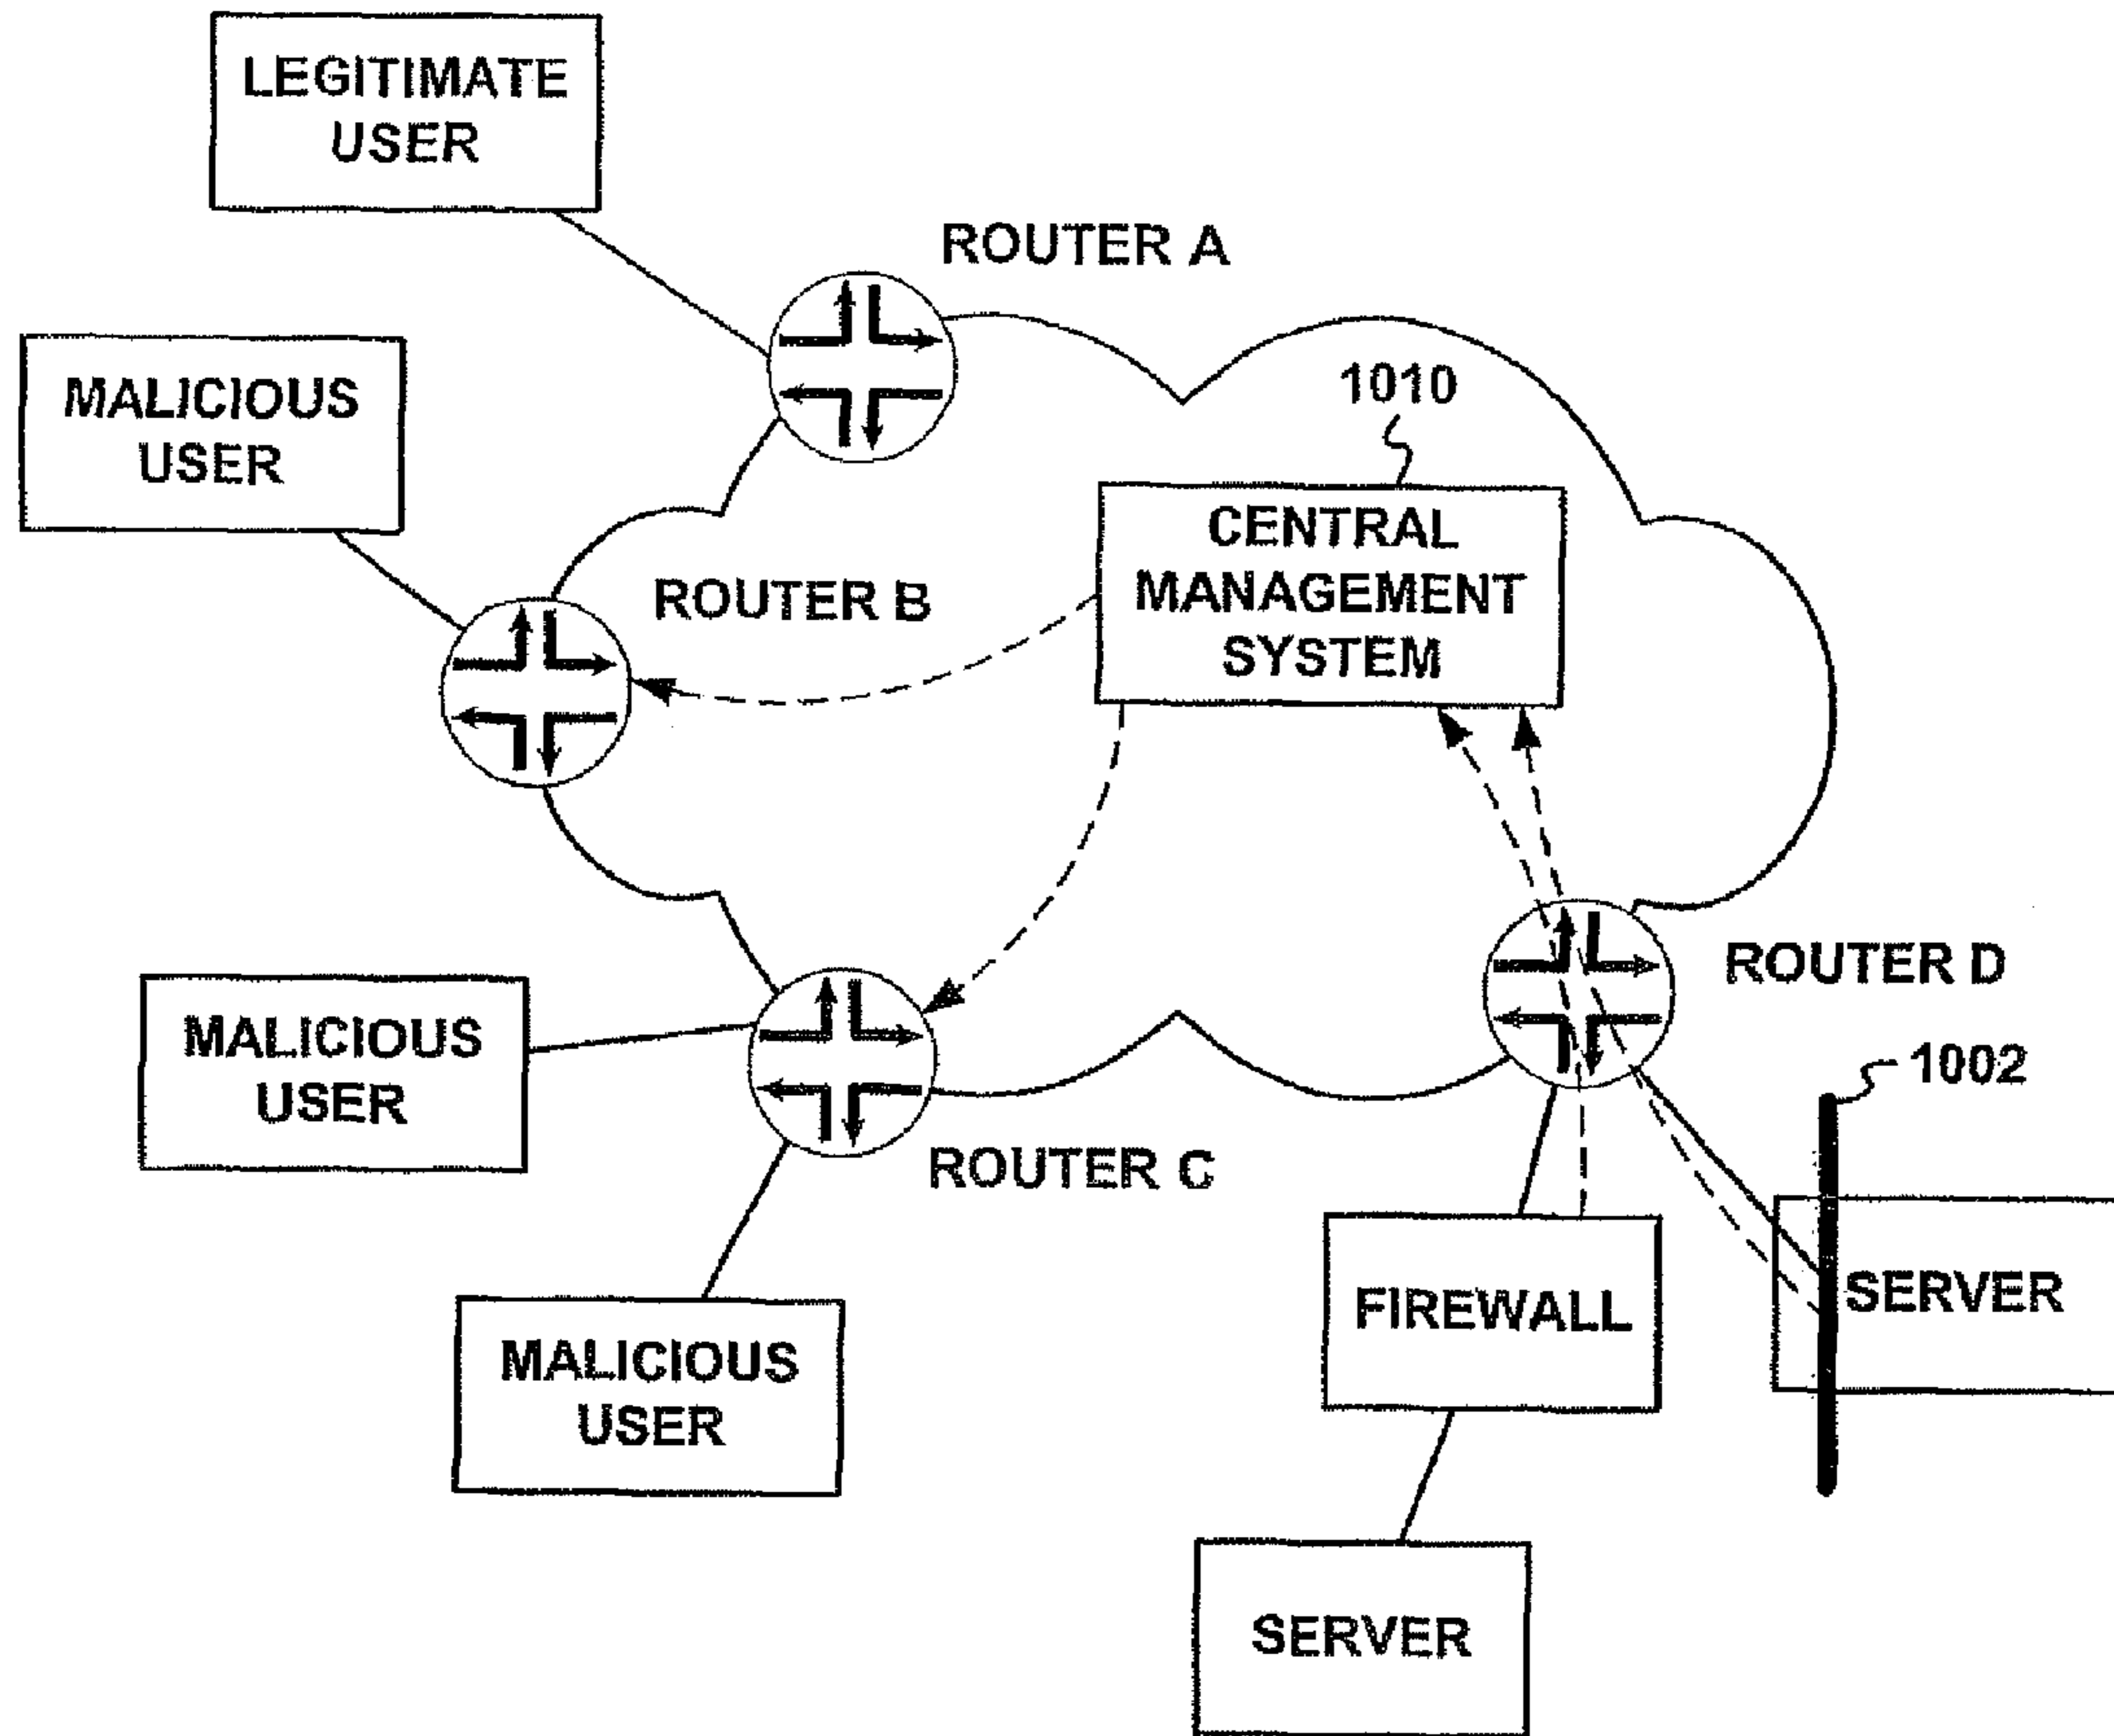 LEGITIMATE
USER
ROUTER A
MALICIOUS
USER
1010
CENTRAL
MANAGEMENT
SYSTEM
ROUTER B
ROUTER D
MALICIOUS
USER
1002
ROUTER C
FIREWALL
SERVER
MALICIOUS
USER
SERVER